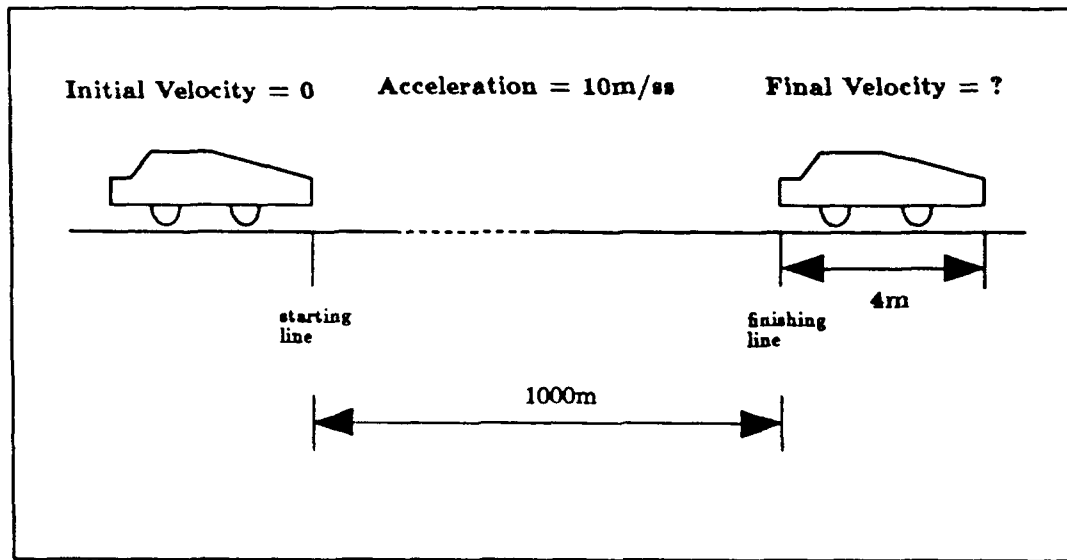 Initial Velocity = 0
Acceleration = 10m/ss
Final Velocity = ?
4m
starting
line
finishing
line
1000m